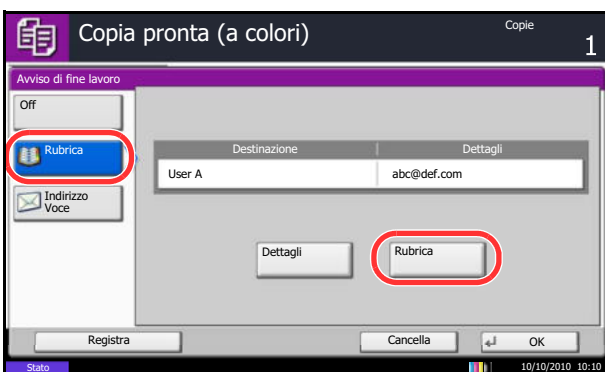 Copia pronta (a colori)
Copie
1
Avviso di fine lavoro
Off
Rubrica
Indirizzo
Voce
Destinazione Dettagli
User A abc@def.com
Dettagli
Rubrica
Registra
Cancella
OK
Stato
10/10/2010 10:10